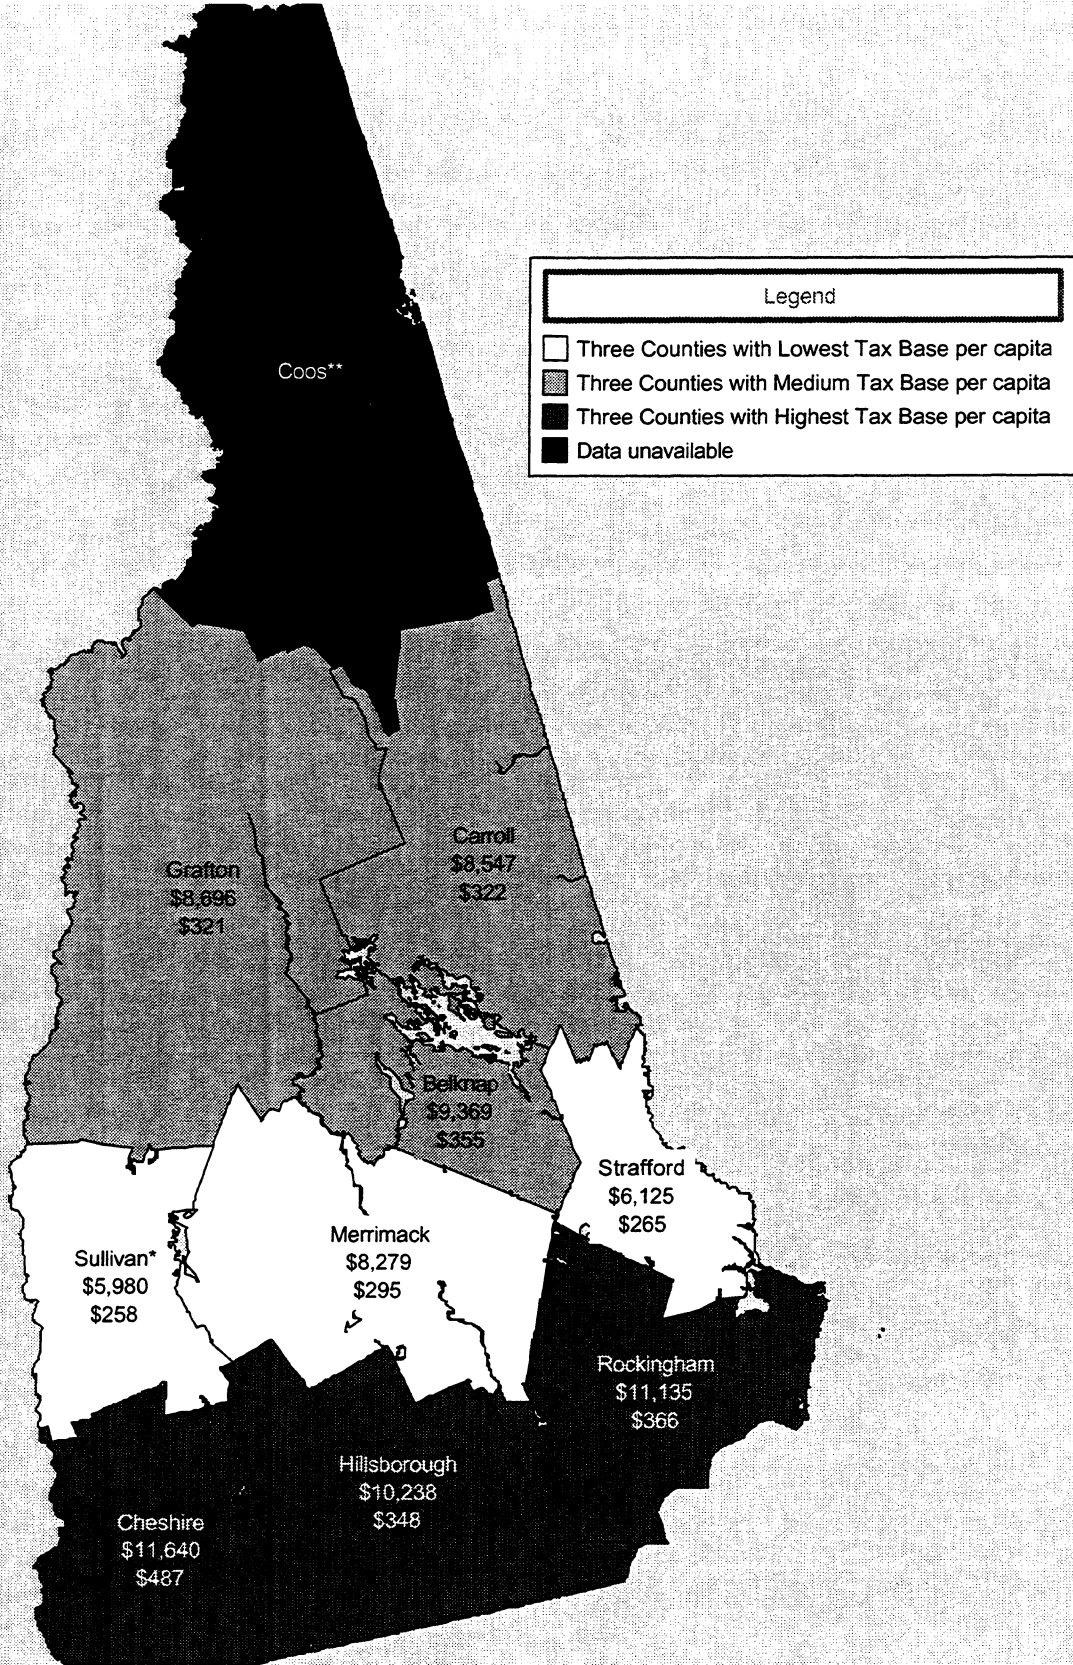 Legend
Three Counties with Lowest Tax Base per capita
Three Counties with Medium Tax Base per capita
Three Counties with Highest Tax Base per capita
Data unavailable
Coos**
Carroll
$8,547
$322
Grafton
$8,696
$321
Belknap
$9,369
$355
Strafford
$6,125
$265
Merrimack
$8,279
$295
Sullivan*
$5,980
$258
Rockingham
$11,135
$366
Hillsborough
$10,238
$348
Cheshire
$11,640
$487